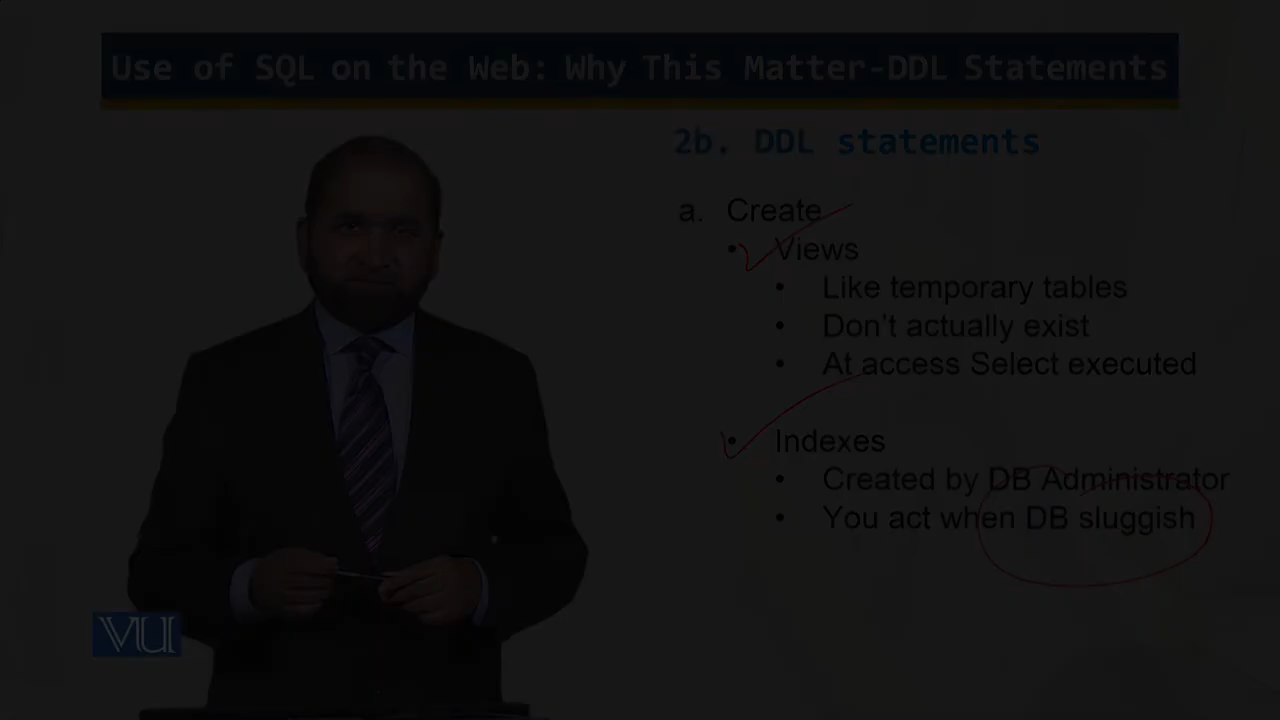 Use of SQL on the Web: Why This Matter-DDL Statements
2b. DDL statements
a. Create
• Views
• Like temporary tables
• Don't actually exist
• At access Select executed
• Indexes
• Created by DB Administrator
• You act when DB sluggish
VU